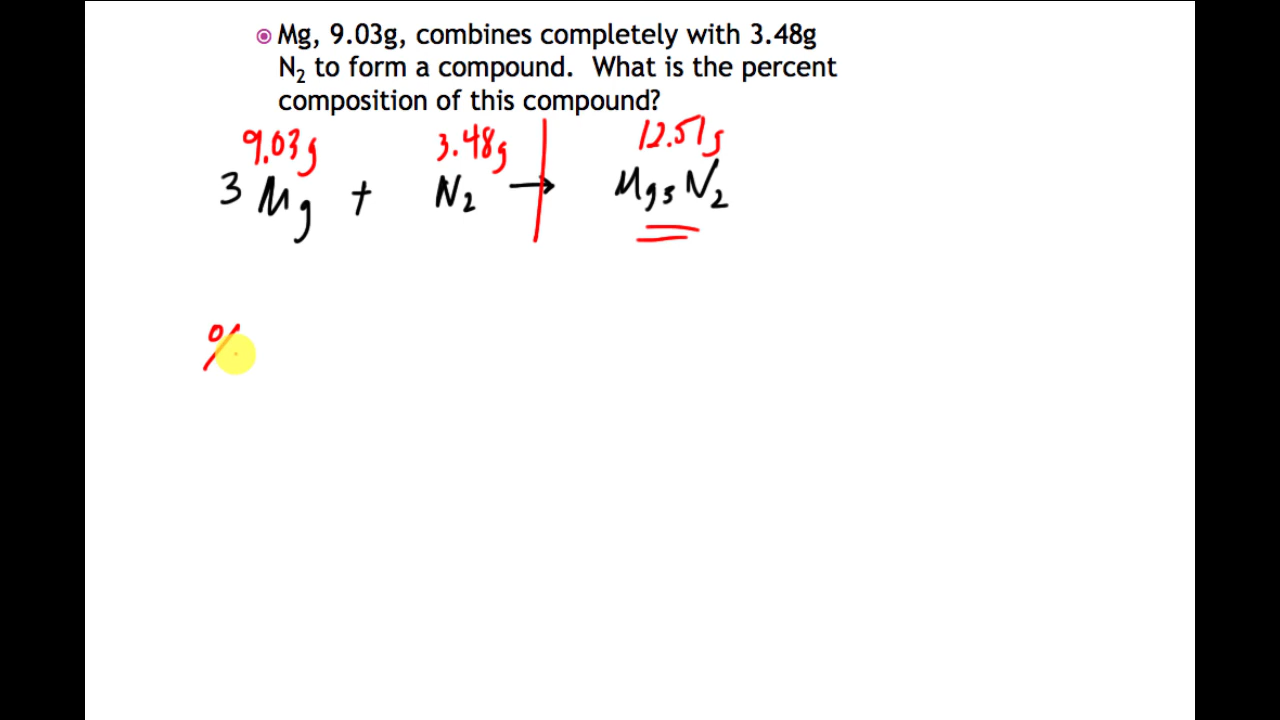 Mg, 9.03g, combines completely with 3.48g
N₂ to form a compound. What is the percent
composition of this compound?
9.03g 3.48g 12.51g
3 Mg + N₂ → Mg₃N₂
%